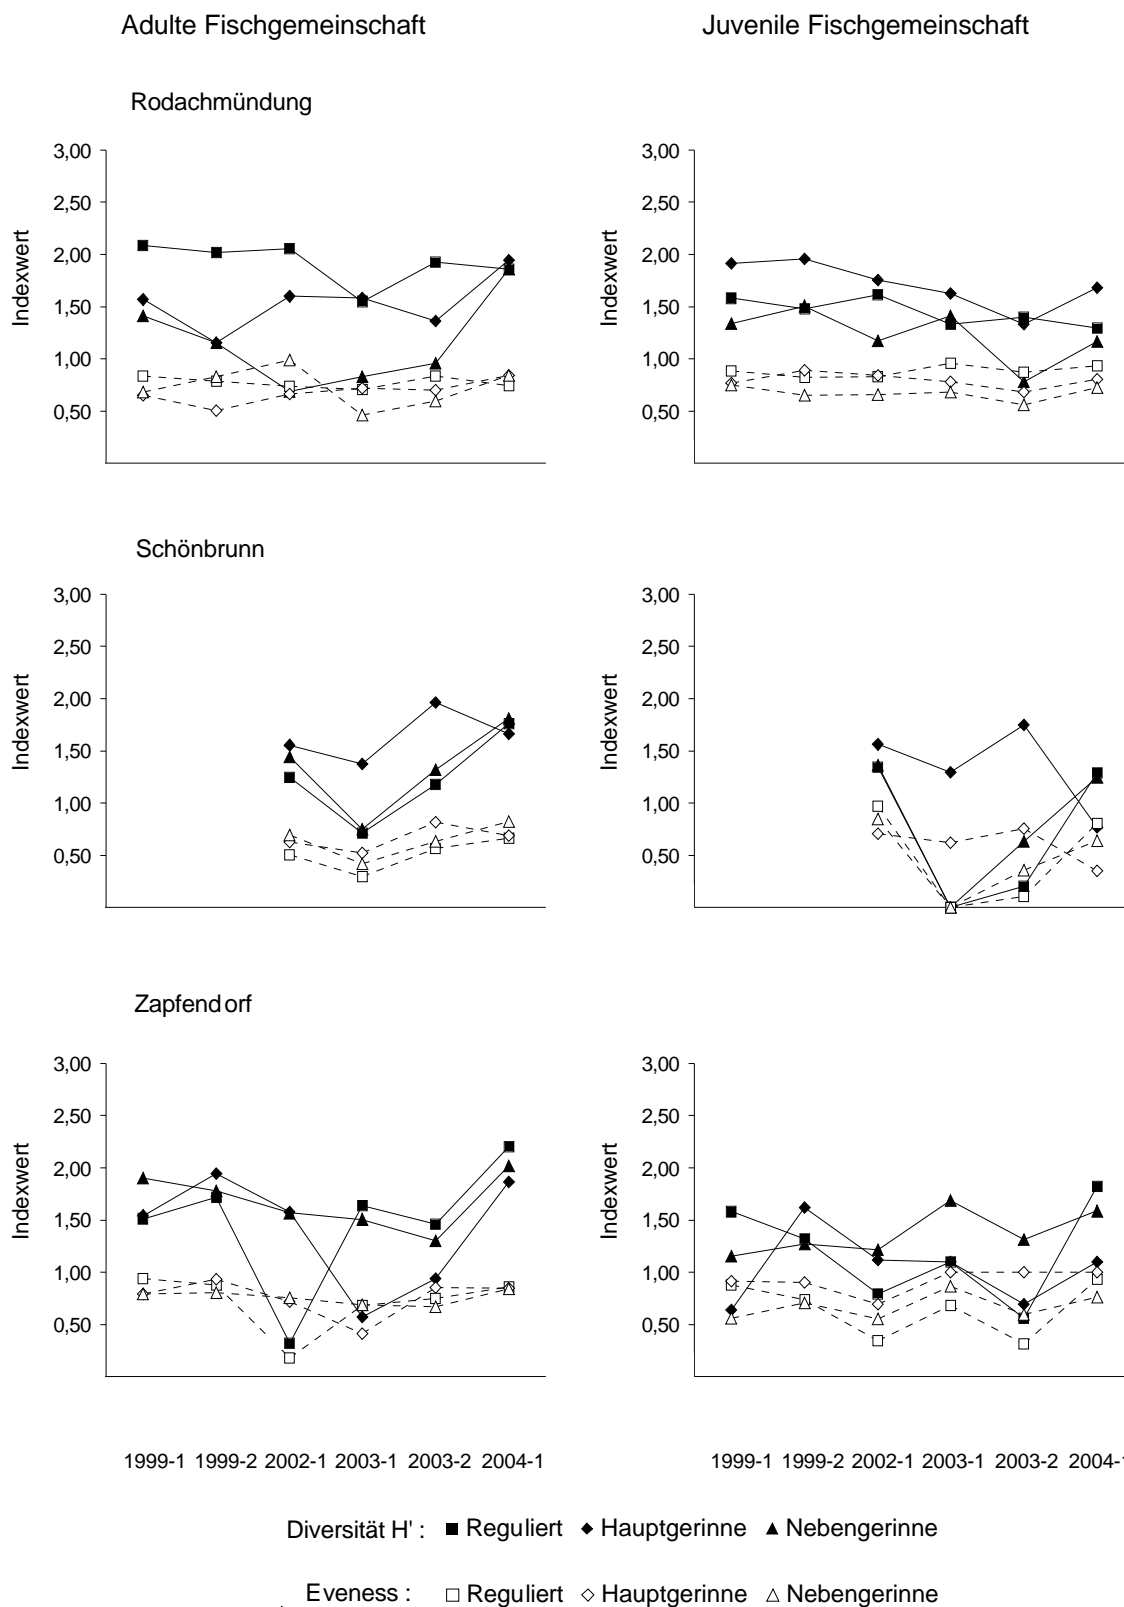 Adulte Fischgemeinschaft Juvenile Fischgemeinschaft
Rodachmündung
3,00 3,00
2,50 2,50
2,00 2,00
Indexwert Indexwert
1,50 1,50
1,00 1,00
0,50 0,50
Schönbrunn
3,00 3,00
2,50 2,50
2,00 2,00
Indexwert Indexwert
1,50 1,50
1,00 1,00
0,50 0,50
Zapfendorf
3,00 3,00
2,50 2,50
2,00 2,00
Indexwert Indexwert
1,50 1,50
1,00 1,00
0,50 0,50
1999-1 1999-2 2002-1 2003-1 2003-2 2004-1 1999-1 1999-2 2002-1 2003-1 2003-2 2004-1
Diversität H' : Reguliert Hauptgerinne Nebengerinne
Eveness : Reguliert Hauptgerinne Nebengerinne